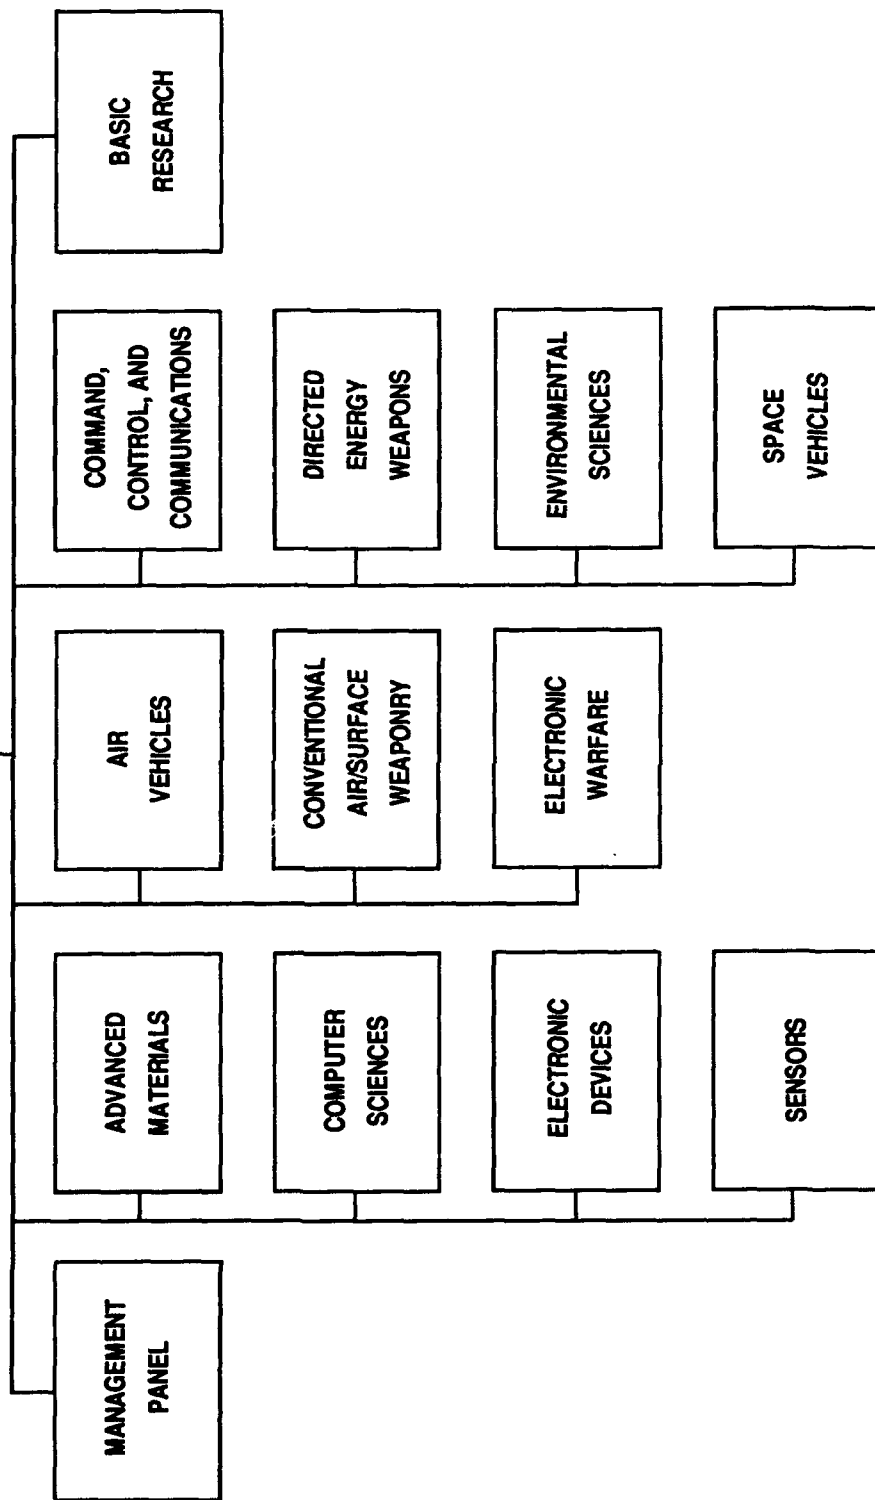 MANAGEMENT
PANEL
ADVANCED
MATERIALS
COMPUTER
SCIENCES
ELECTRONIC
DEVICES
SENSORS
AIR
VEHICLES
CONVENTIONAL
AIR/SURFACE
WEAPONRY
ELECTRONIC
WARFARE
COMMAND,
CONTROL, AND
COMMUNICATIONS
DIRECTED
ENERGY
WEAPONS
ENVIRONMENTAL
SCIENCES
SPACE
VEHICLES
BASIC
RESEARCH